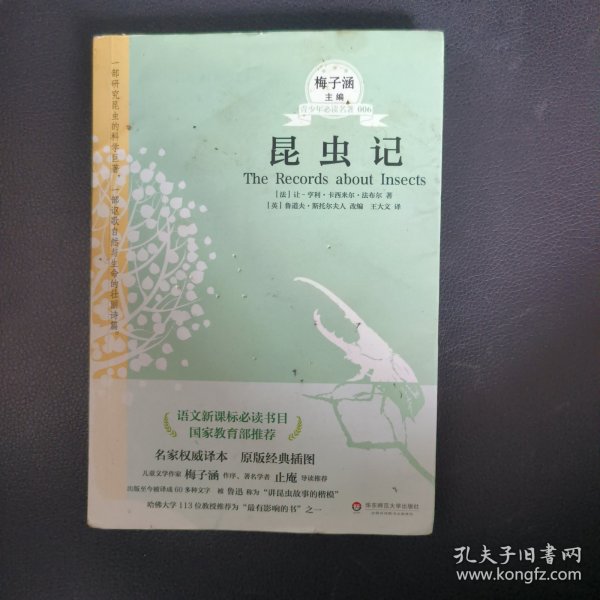 梅子涵
主编
青少年必读名著 006
昆虫记
The Records about Insects
[法] 让－亨利·卡西米尔·法布尔 著
[英] 鲁道夫·斯托尔夫人 改编 王大文 译
一部研究昆虫的科学巨著，一部讴歌自然与生命的壮丽诗篇。
语文新课标必读书目
国家教育部推荐
名家权威译本 原版经典插图
儿童文学作家 梅子涵 作序、著名学者 止庵 导读推荐
出版至今被译成 60 多种文字 被 鲁迅 称为“讲昆虫故事的楷模”
哈佛大学 113 位教授推荐为“最有影响的书”之一
华东师范大学出版社
孔夫子旧书网
www.kongfz.com